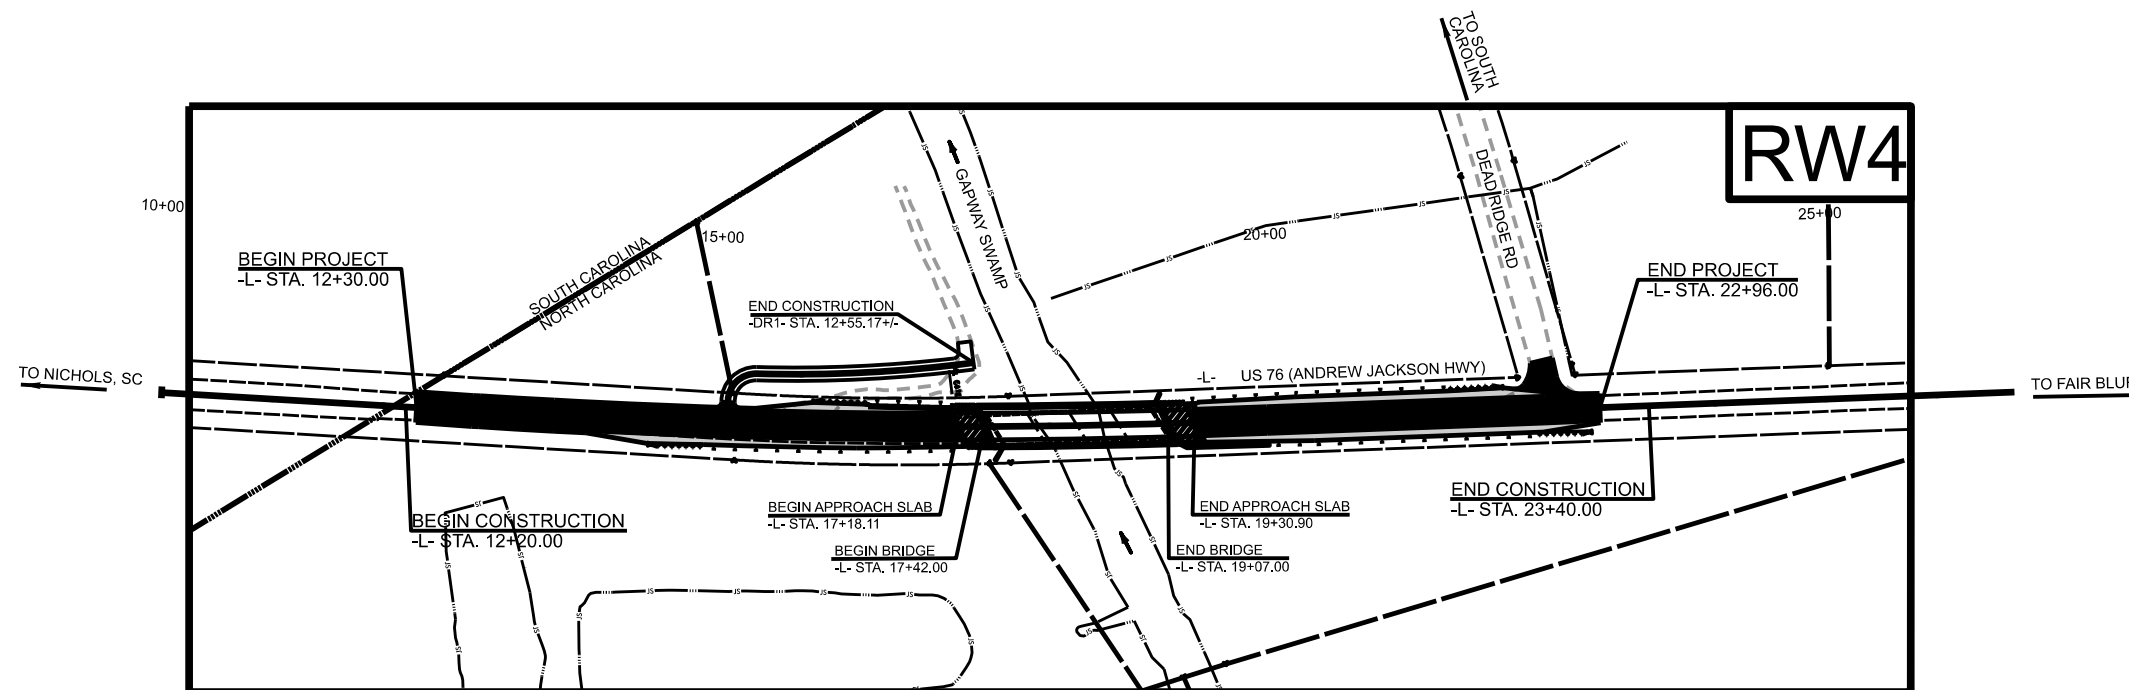 TO SOUTH
CAROLINA
RW4
10+00
15+00
20+00
25+00
GAPWAY SWAMP
DEAD RIDGE RD
BEGIN PROJECT
-L- STA. 12+30.00
SOUTH CAROLINA
NORTH CAROLINA
END PROJECT
-L- STA. 22+96.00
END CONSTRUCTION
-DR1- STA. 12+55.17+/-
TO NICHOLS, SC
-L- US 76 (ANDREW JACKSON HWY)
TO FAIR BLUF
BEGIN CONSTRUCTION
-L- STA. 12+20.00
BEGIN APPROACH SLAB
-L- STA. 17+18.11
END APPROACH SLAB
-L- STA. 19+30.90
END CONSTRUCTION
-L- STA. 23+40.00
BEGIN BRIDGE
-L- STA. 17+42.00
END BRIDGE
-L- STA. 19+07.00